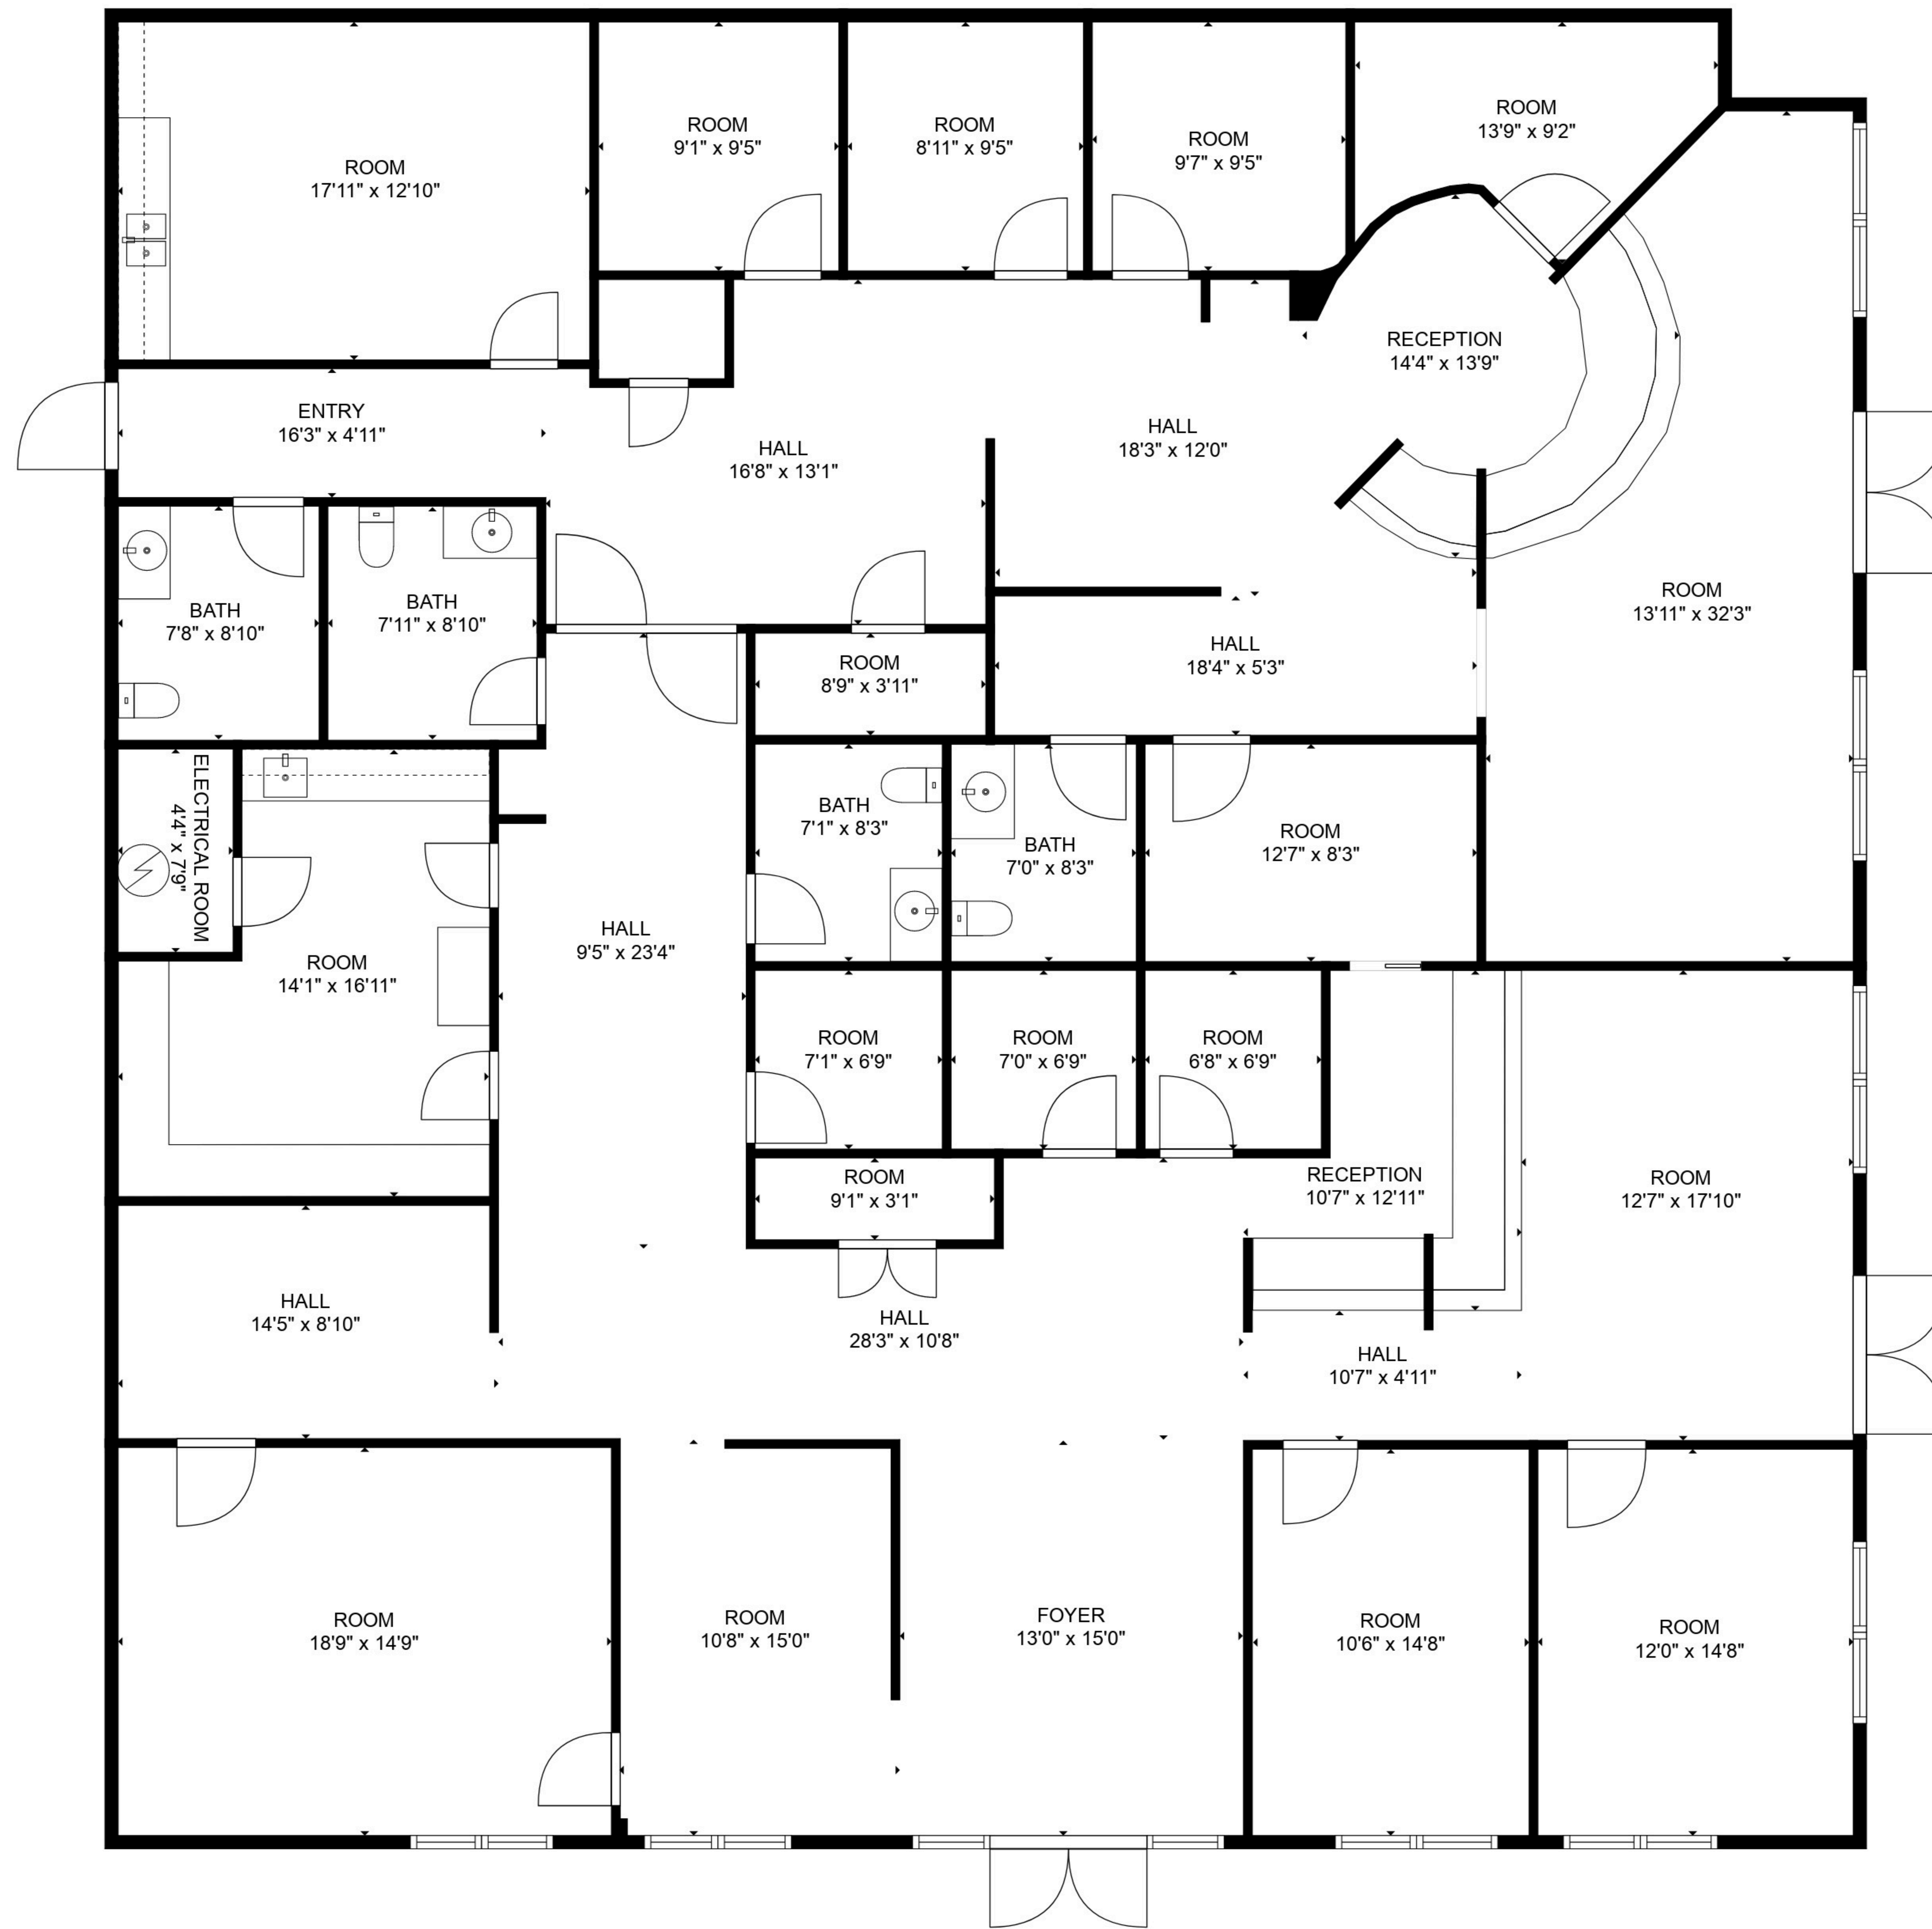 ROOM
17'11" x 12'10"
ROOM
9'1" x 9'5"
ROOM
8'11" x 9'5"
ROOM
9'7" x 9'5"
ROOM
13'9" x 9'2"
RECEPTION
14'4" x 13'9"
ENTRY
16'3" x 4'11"
HALL
16'8" x 13'1"
HALL
18'3" x 12'0"
BATH
7'8" x 8'10"
BATH
7'11" x 8'10"
ROOM
8'9" x 3'11"
HALL
18'4" x 5'3"
ROOM
13'11" x 32'3"
ELECTRICAL ROOM
4'4" x 7'9"
ROOM
14'1" x 16'11"
HALL
9'5" x 23'4"
BATH
7'1" x 8'3"
BATH
7'0" x 8'3"
ROOM
12'7" x 8'3"
ROOM
7'1" x 6'9"
ROOM
7'0" x 6'9"
ROOM
6'8" x 6'9"
ROOM
9'1" x 3'1"
RECEPTION
10'7" x 12'11"
ROOM
12'7" x 17'10"
HALL
14'5" x 8'10"
HALL
28'3" x 10'8"
HALL
10'7" x 4'11"
ROOM
18'9" x 14'9"
ROOM
10'8" x 15'0"
FOYER
13'0" x 15'0"
ROOM
10'6" x 14'8"
ROOM
12'0" x 14'8"